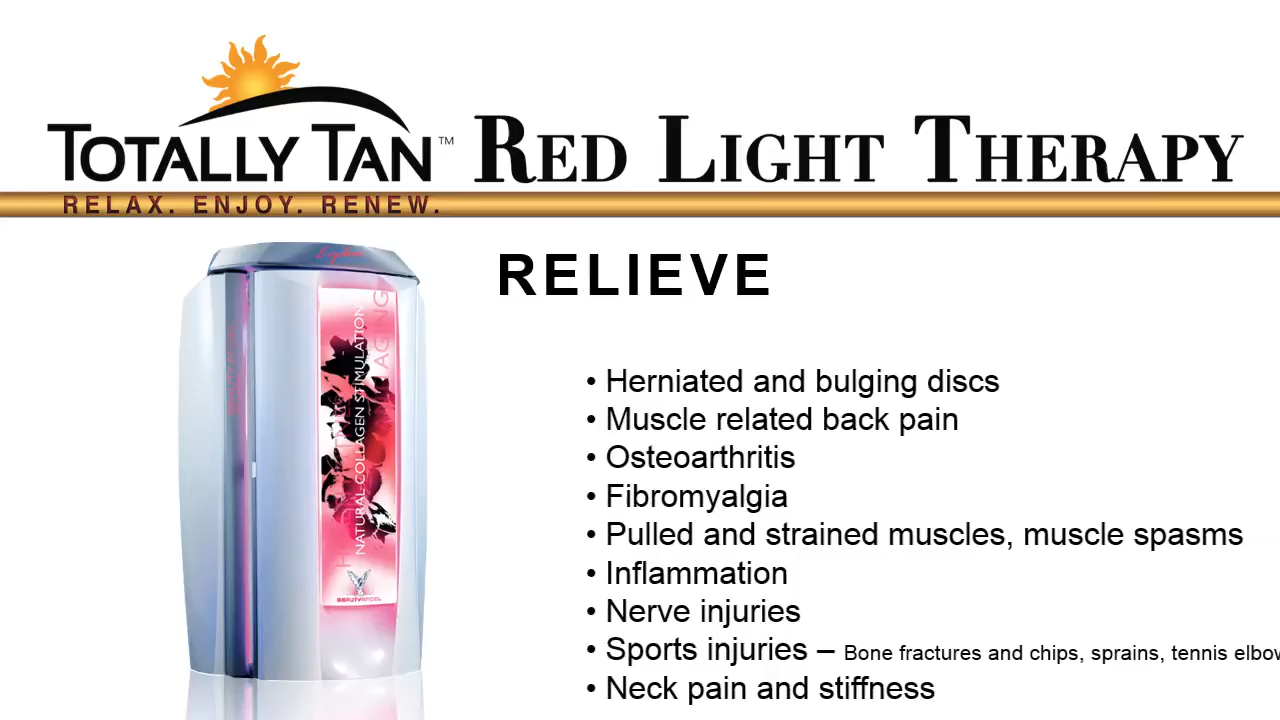 TOTALLY TAN™ RED LIGHT THERAPY
RELAX. ENJOY. RENEW.
RELIEVE
• Herniated and bulging discs
• Muscle related back pain
• Osteoarthritis
• Fibromyalgia
• Pulled and strained muscles, muscle spasms
• Inflammation
• Nerve injuries
• Sports injuries – Bone fractures and chips, sprains, tennis elbow
• Neck pain and stiffness
NATURAL COLLAGEN STIMULATION
AGING
BEAUTYANGEL